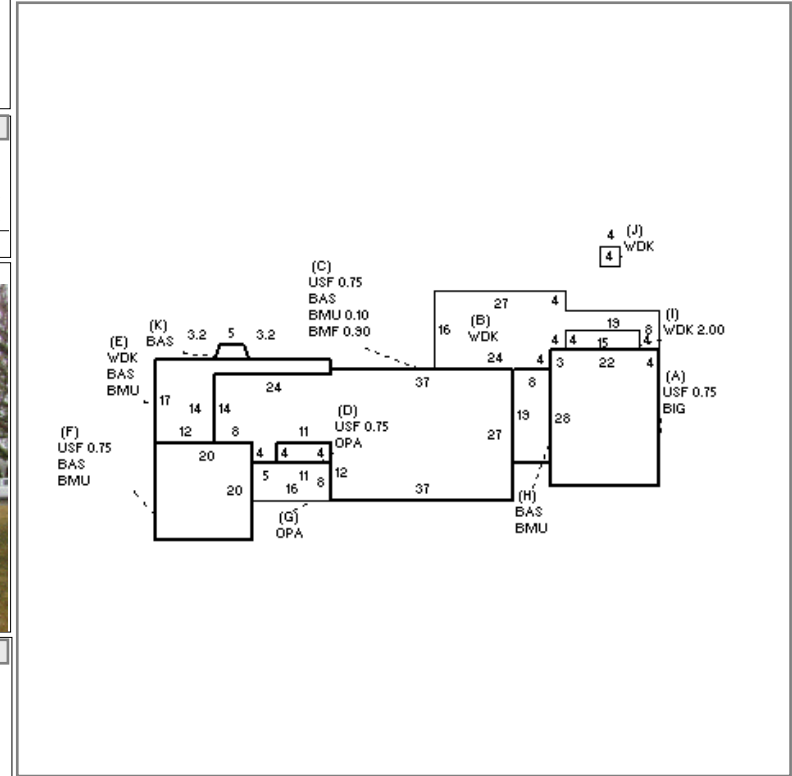 4
(J)
WDK
4
(C)
USF 0.75
BAS
BMU 0.10
BMF 0.90
27
4
(B)
WDK
16
24
4
19
8
(I)
WDK 2.00
4
4
15
4
(K)
BAS
3.2
5
3.2
(E)
WDK
BAS
BMU
3
22
4
37
8
(A)
USF 0.75
BIG
24
17
14
14
12
8
(D)
USF 0.75
OPA
11
19
28
27
(F)
USF 0.75
BAS
BMU
20
4
4
4
5
11
8
12
16
20
37
(G)
OPA
(H)
BAS
BMU